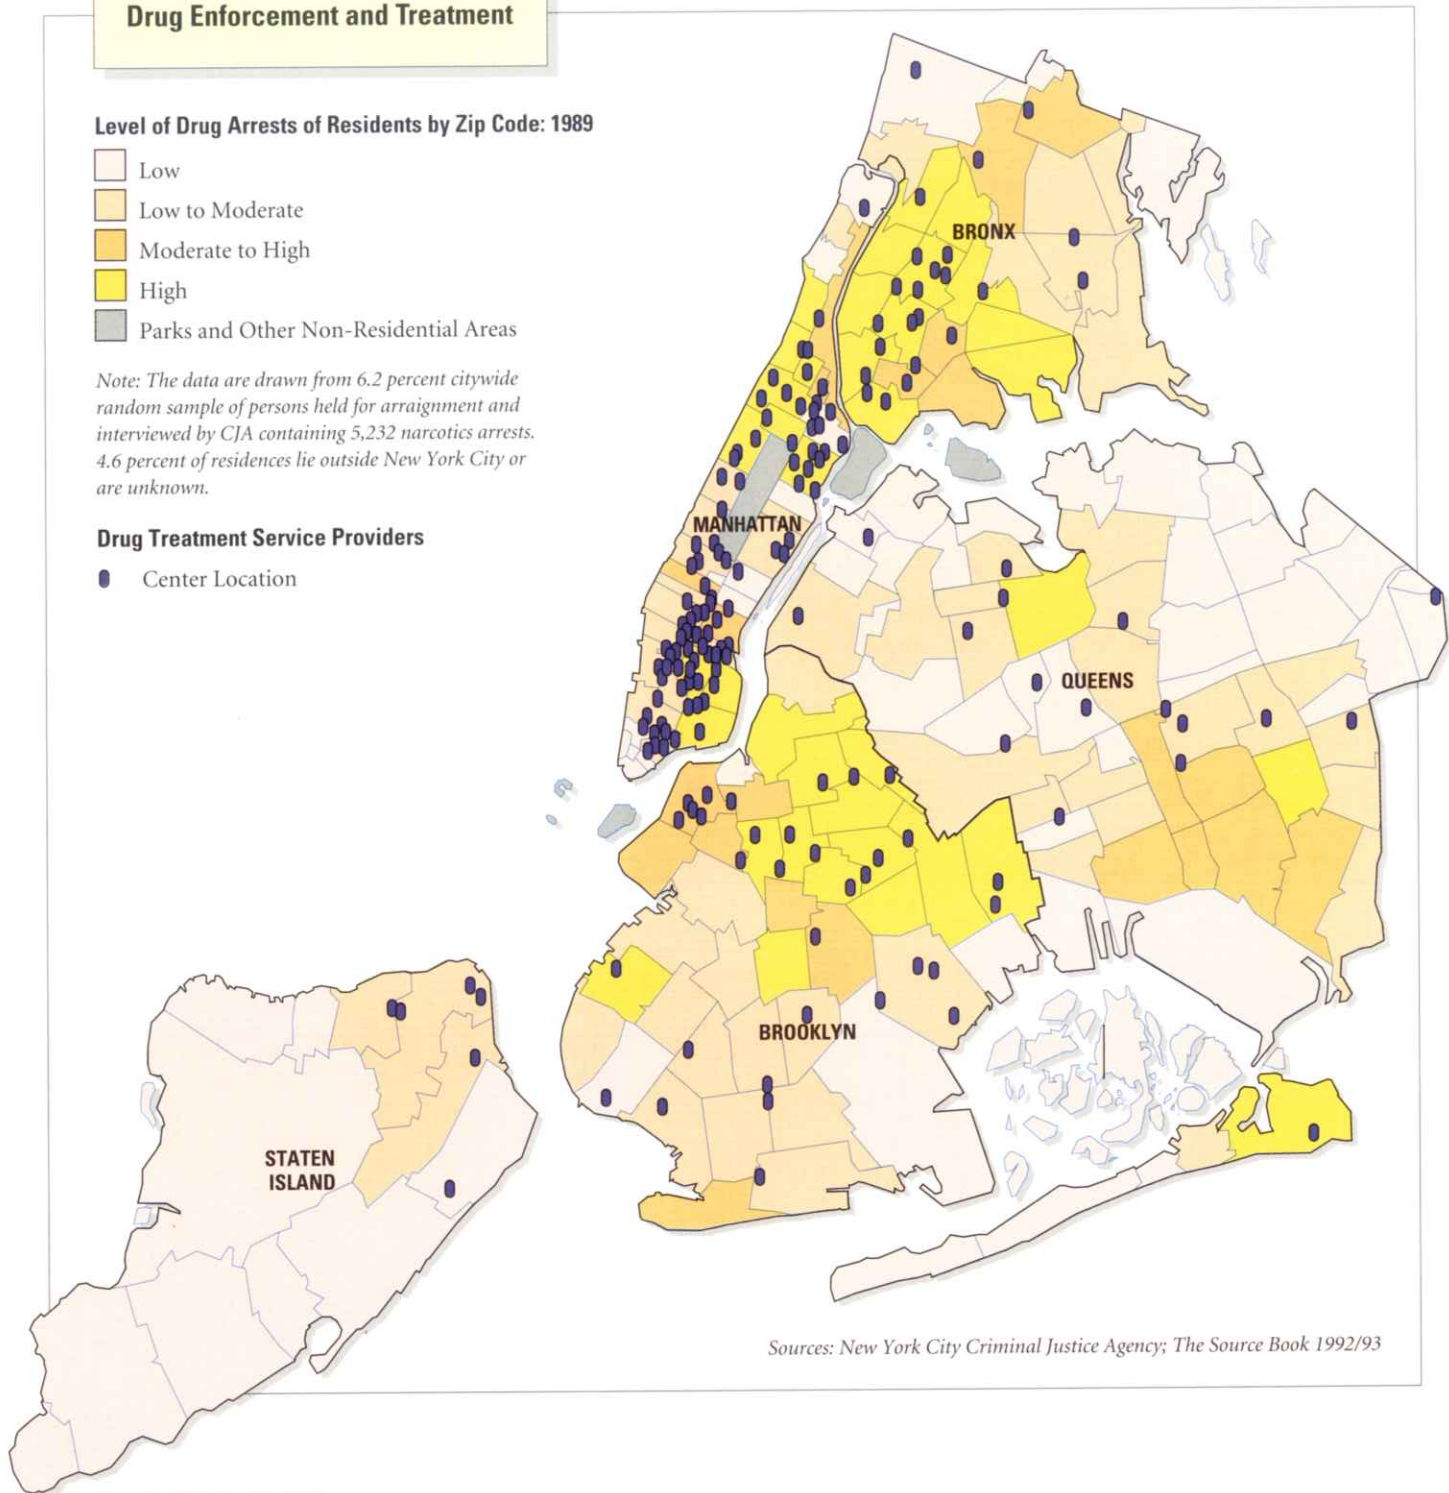 Drug Enforcement and Treatment
Level of Drug Arrests of Residents by Zip Code: 1989
Low
Low to Moderate
Moderate to High
High
Parks and Other Non-Residential Areas
Note: The data are drawn from 6.2 percent citywide
random sample of persons held for arraignment and
interviewed by CJA containing 5,232 narcotics arrests.
4.6 percent of residences lie outside New York City or
are unknown.
Drug Treatment Service Providers
Center Location
BRONX
MANHATTAN
QUEENS
BROOKLYN
STATEN
ISLAND
Sources: New York City Criminal Justice Agency; The Source Book 1992/93